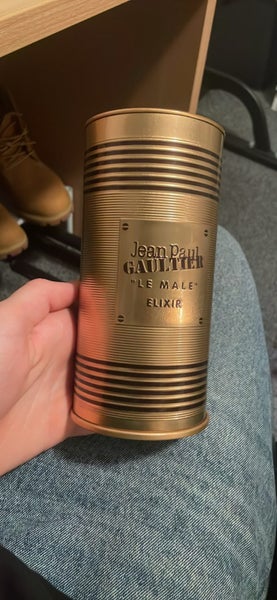 Jean Paul
GAULTIER
"LE MALE"
ELIXIR